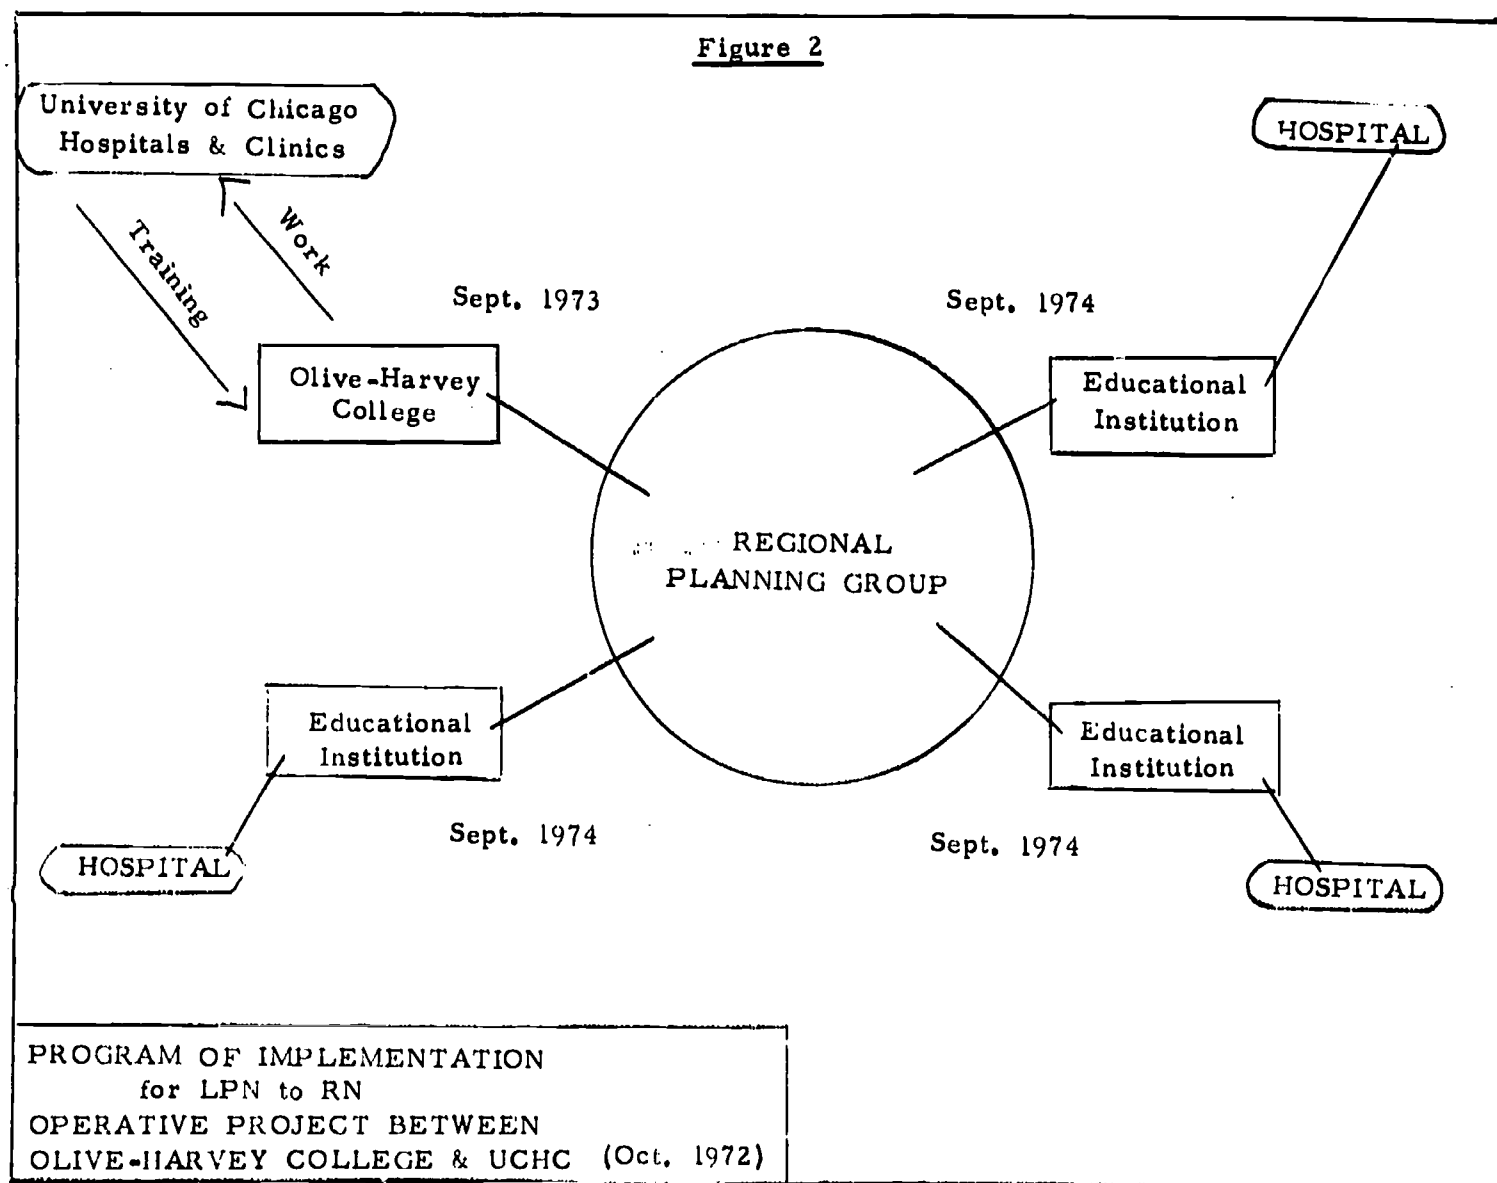 Figure 2
University of Chicago
Hospitals & Clinics
HOSPITAL
Training
Work
Sept. 1973
Sept. 1974
Olive-Harvey
College
Educational
Institution
REGIONAL
PLANNING GROUP
Educational
Institution
Educational
Institution
Sept. 1974
Sept. 1974
HOSPITAL
HOSPITAL
PROGRAM OF IMPLEMENTATION
for LPN to RN
OPERATIVE PROJECT BETWEEN
OLIVE-HARVEY COLLEGE & UCHC (Oct. 1972)